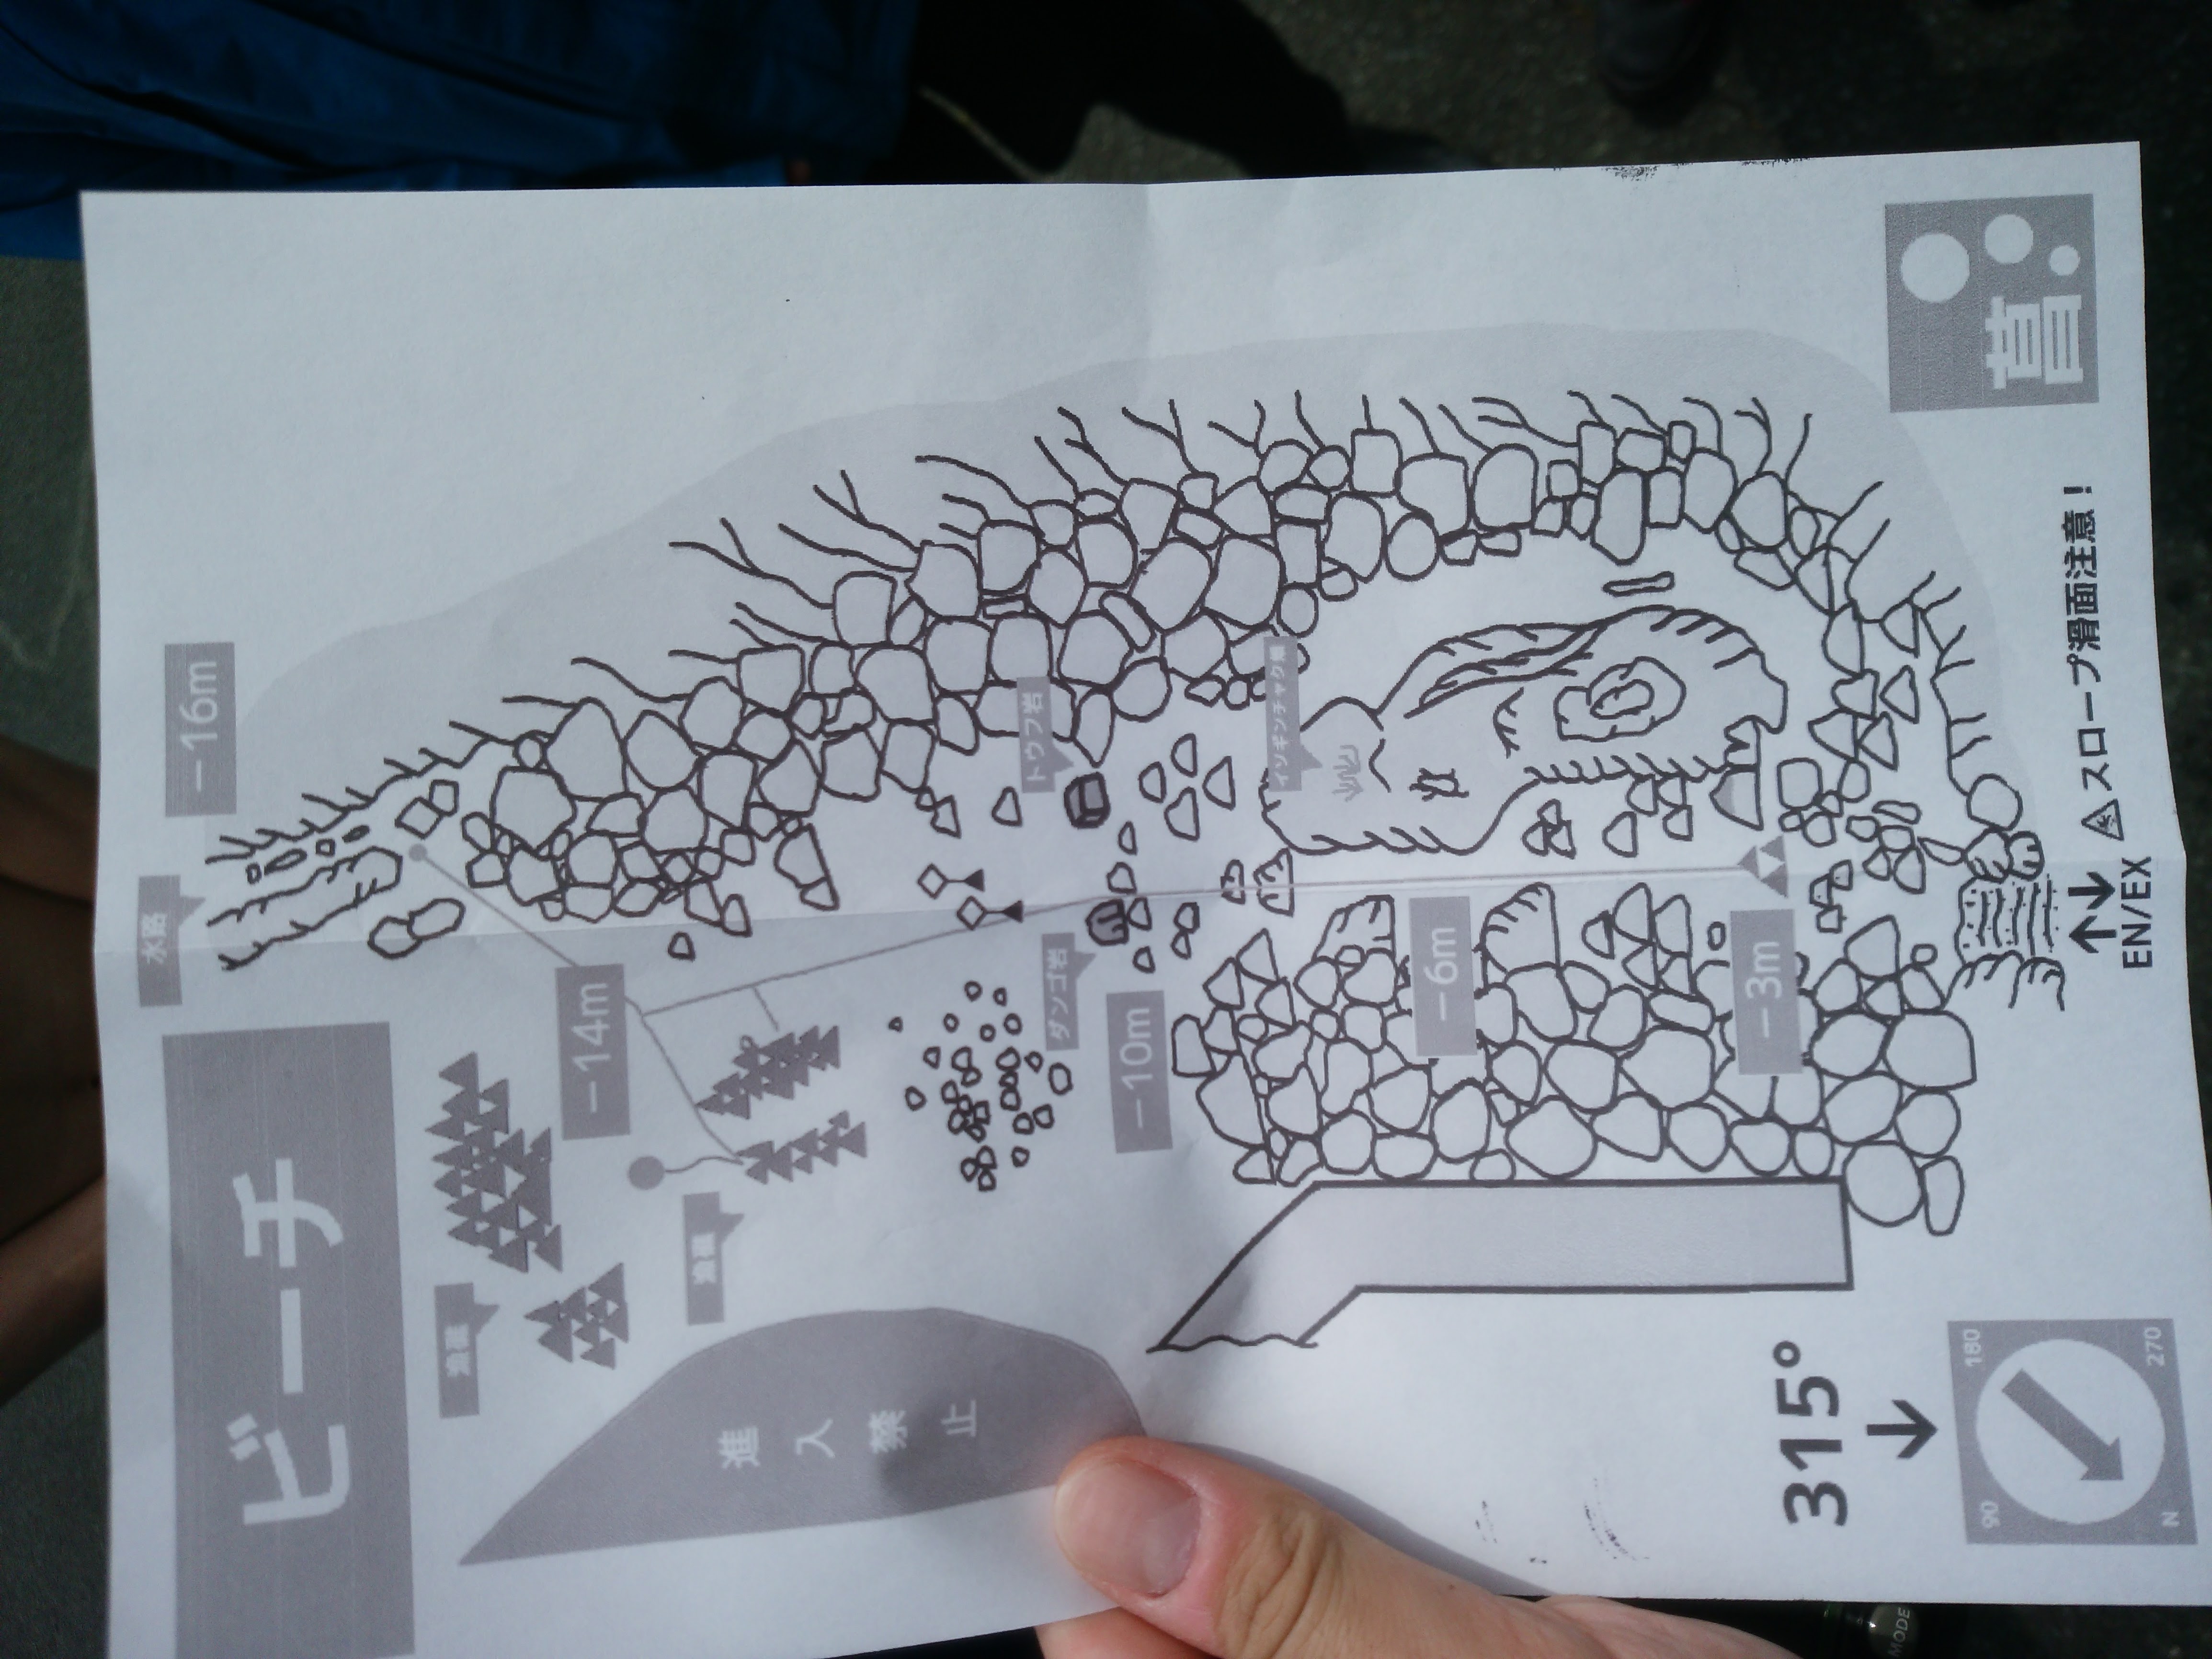 水路
−16m
ビーチ
漁礁
−14m
漁礁
進入禁止
トウフ岩
ダンゴ岩
−10m
イソギンチャク畑
−6m
−3m
315°
90
180
N
270
菖
EN/EX
スロープ滑面注意！
MODE